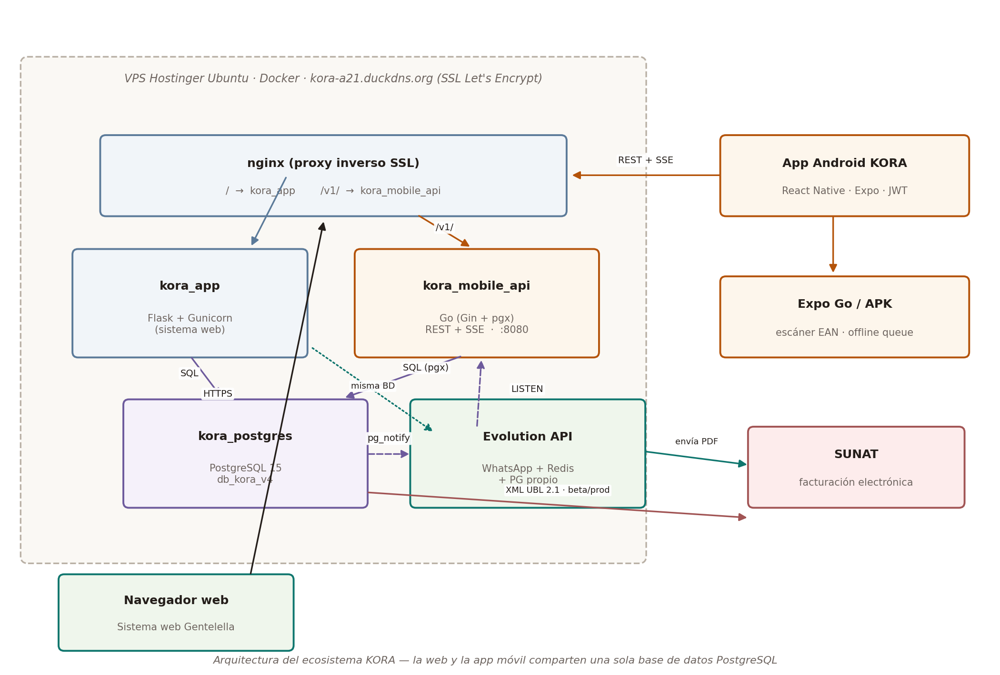 VPS Hostinger Ubuntu · Docker · kora-a21.duckdns.org (SSL Let's Encrypt)
nginx (proxy inverso SSL)
/ → kora_app /v1/ → kora_mobile_api
REST + SSE
App Android KORA
React Native · Expo · JWT
/v1/
kora_app
Flask + Gunicorn
(sistema web)
kora_mobile_api
Go (Gin + pgx)
REST + SSE · :8080
Expo Go / APK
escáner EAN · offline queue
SQL
SQL (pgx)
misma BD
LISTEN
HTTPS
kora_postgres
PostgreSQL 15
db_kora_v4
pg_notify
Evolution API
WhatsApp + Redis
+ PG propio
XML UBL 2.1 · beta/prod
envía PDF
SUNAT
facturación electrónica
Navegador web
Sistema web Gentelella
Arquitectura del ecosistema KORA — la web y la app móvil comparten una sola base de datos PostgreSQL